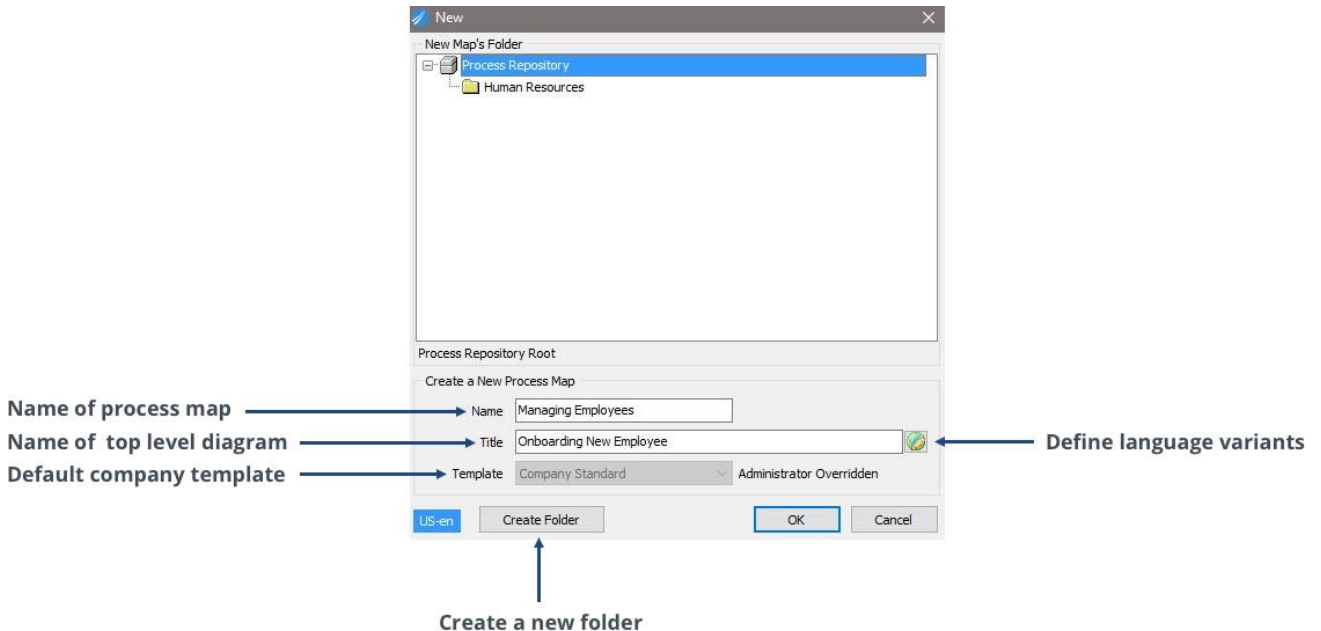 New
New Map's Folder
Process Repository
Human Resources
Process Repository Root
Create a New Process Map
Name of process map
Name
Managing Employees
Name of top level diagram
Title
Onboarding New Employee
Define language variants
Default company template
Template
Company Standard
Administrator Overridden
US-en
Create Folder
OK
Cancel
Create a new folder